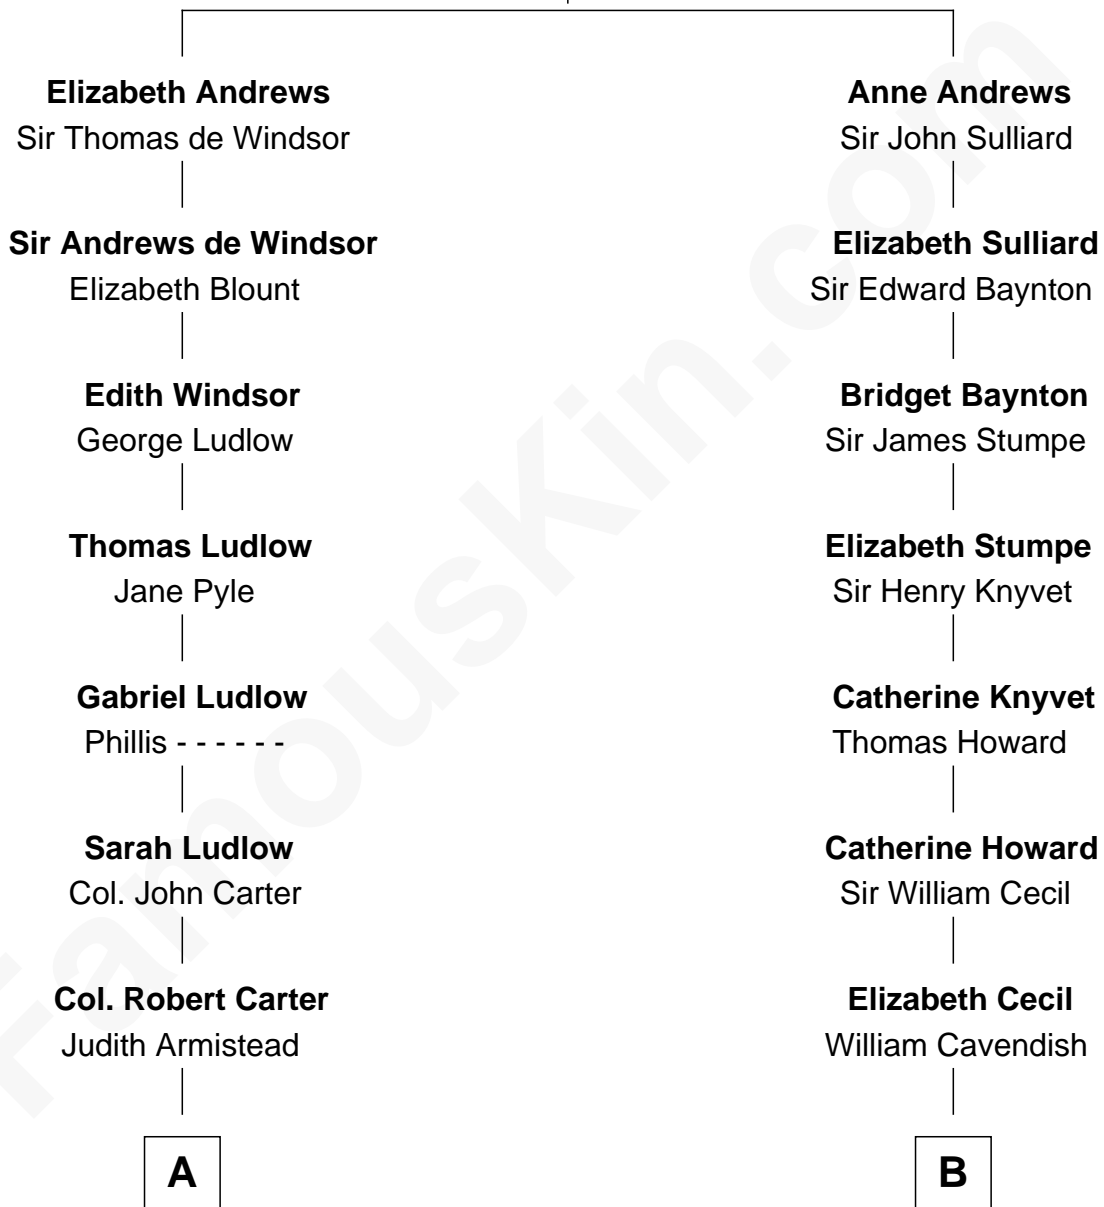 Elizabeth Andrews
Sir Thomas de Windsor
Sir Andrews de Windsor
Elizabeth Blount
Edith Windsor
George Ludlow
Thomas Ludlow
Jane Pyle
Gabriel Ludlow
Phillis - - - - - -
Sarah Ludlow
Col. John Carter
Col. Robert Carter
Judith Armistead
A
Anne Andrews
Sir John Sulliard
Elizabeth Sulliard
Sir Edward Baynton
Bridget Baynton
Sir James Stumpe
Elizabeth Stumpe
Sir Henry Knyvet
Catherine Knyvet
Thomas Howard
Catherine Howard
Sir William Cecil
Elizabeth Cecil
William Cavendish
B
FamousKin.com